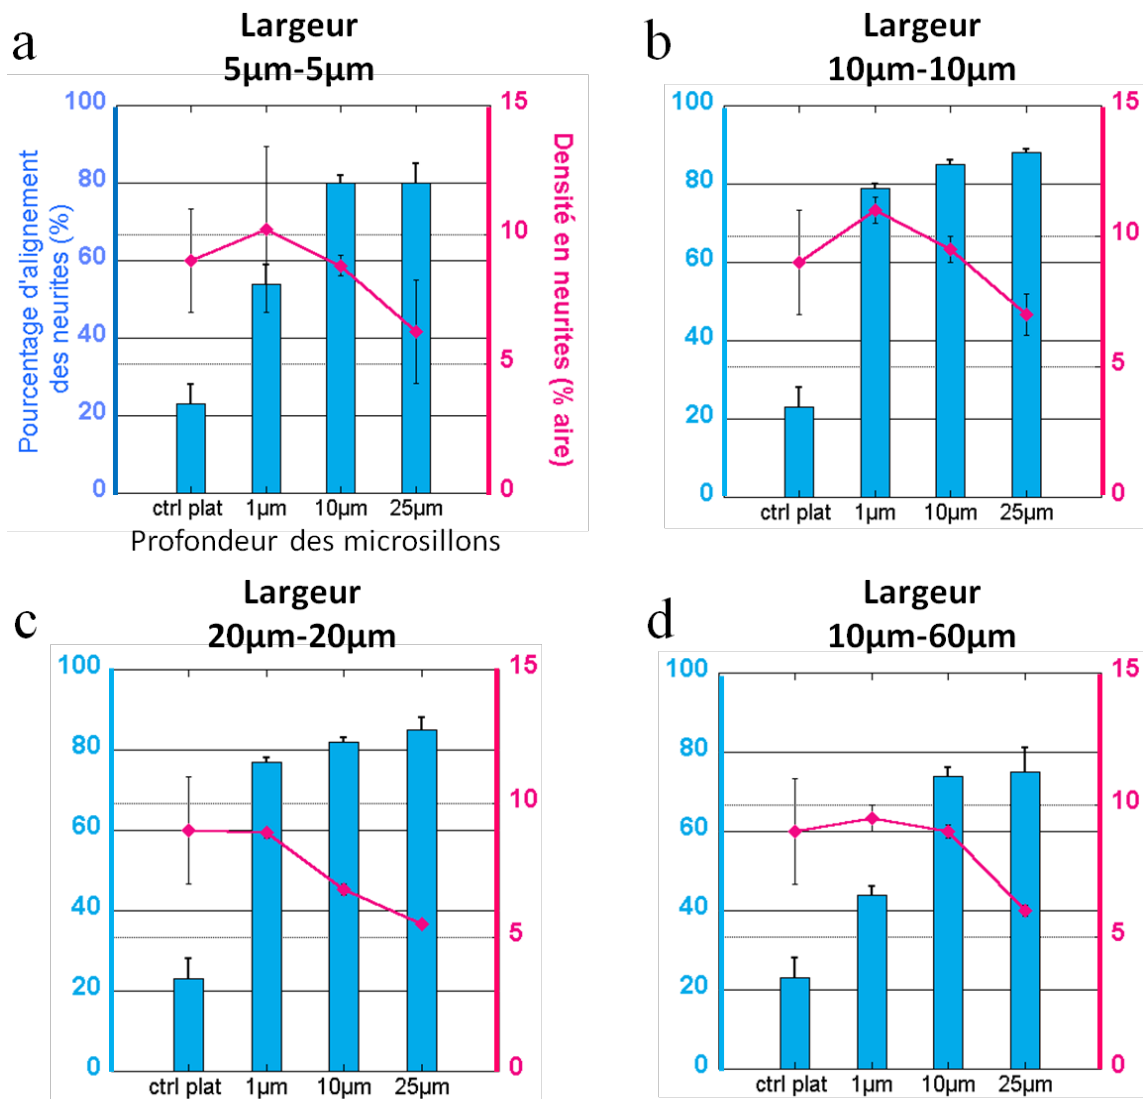 a
Largeur
5µm-5µm
Pourcentage d'alignement
des neurites (%)
100
80
60
40
20
0
15
10
5
0
Densité en neurites (% aire)
ctrl plat 1µm 10µm 25µm
Profondeur des microsillons
b
Largeur
10µm-10µm
100
80
60
40
20
0
15
10
5
0
ctrl plat 1µm 10µm 25µm
c
Largeur
20µm-20µm
100
80
60
40
20
0
15
10
5
0
ctrl plat 1µm 10µm 25µm
d
Largeur
10µm-60µm
100
80
60
40
20
0
15
10
5
0
ctrl plat 1µm 10µm 25µm